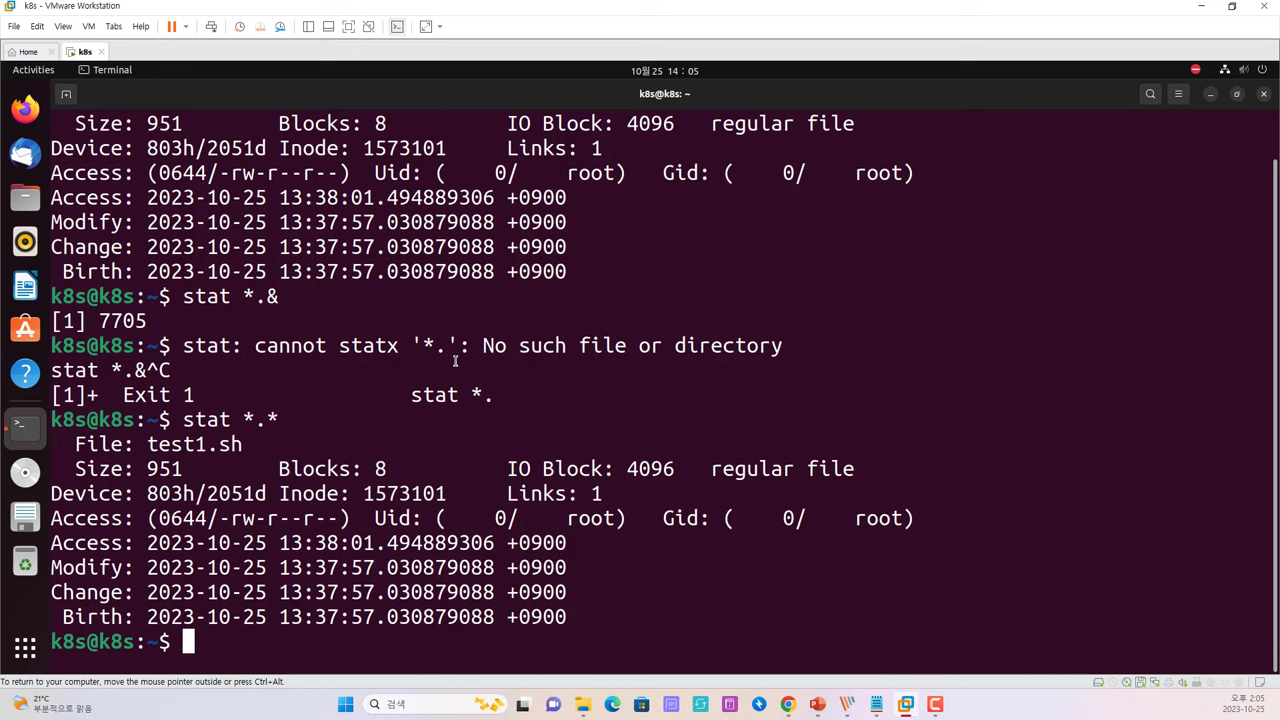 k8s - VMware Workstation
File Edit View VM Tabs Help
Home k8s
Activities Terminal 10월 25 14 : 05
k8s@k8s: ~
Size: 951 Blocks: 8 IO Block: 4096 regular file
Device: 803h/2051d Inode: 1573101 Links: 1
Access: (0644/-rw-r--r--) Uid: ( 0/ root) Gid: ( 0/ root)
Access: 2023-10-25 13:38:01.494889306 +0900
Modify: 2023-10-25 13:37:57.030879088 +0900
Change: 2023-10-25 13:37:57.030879088 +0900
Birth: 2023-10-25 13:37:57.030879088 +0900
k8s@k8s:~$ stat *.&
[1] 7705
k8s@k8s:~$ stat: cannot statx '*.': No such file or directory
stat *.&^C
[1]+ Exit 1 stat *.
k8s@k8s:~$ stat *.*
File: test1.sh
Size: 951 Blocks: 8 IO Block: 4096 regular file
Device: 803h/2051d Inode: 1573101 Links: 1
Access: (0644/-rw-r--r--) Uid: ( 0/ root) Gid: ( 0/ root)
Access: 2023-10-25 13:38:01.494889306 +0900
Modify: 2023-10-25 13:37:57.030879088 +0900
Change: 2023-10-25 13:37:57.030879088 +0900
Birth: 2023-10-25 13:37:57.030879088 +0900
k8s@k8s:~$
To return to your computer, move the mouse pointer outside or press Ctrl+Alt.
21°C
부분적으로 맑음
검색
오후 2:05
2023-10-25